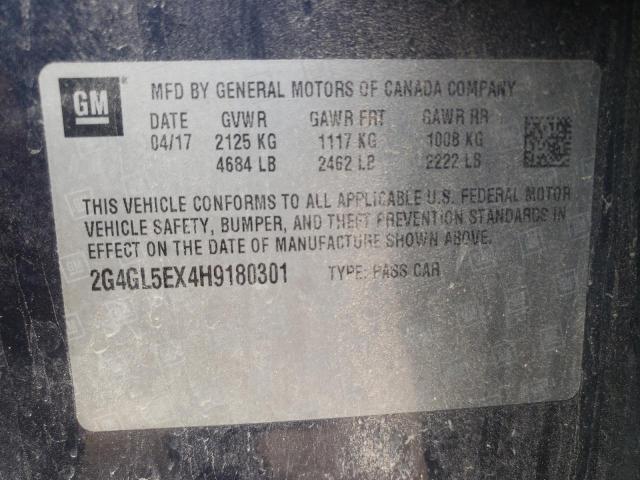 GM
MFD BY GENERAL MOTORS OF CANADA COMPANY
DATE GVWR GAWR FRT GAWR RR
04/17 2125 KG 1117 KG 1008 KG
4684 LB 2462 LB 2222 LB
THIS VEHICLE CONFORMS TO ALL APPLICABLE U.S. FEDERAL MOTOR
VEHICLE SAFETY, BUMPER, AND THEFT PREVENTION STANDARDS IN
EFFECT ON THE DATE OF MANUFACTURE SHOWN ABOVE.
2G4GL5EX4H9180301 TYPE: PASS CAR